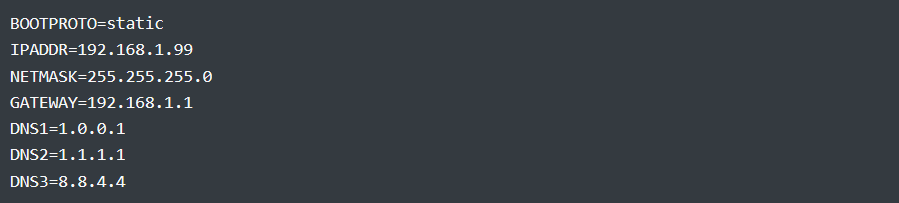 BOOTPROTO=static
IPADDR=192.168.1.99
NETMASK=255.255.255.0
GATEWAY=192.168.1.1
DNS1=1.0.0.1
DNS2=1.1.1.1
DNS3=8.8.4.4